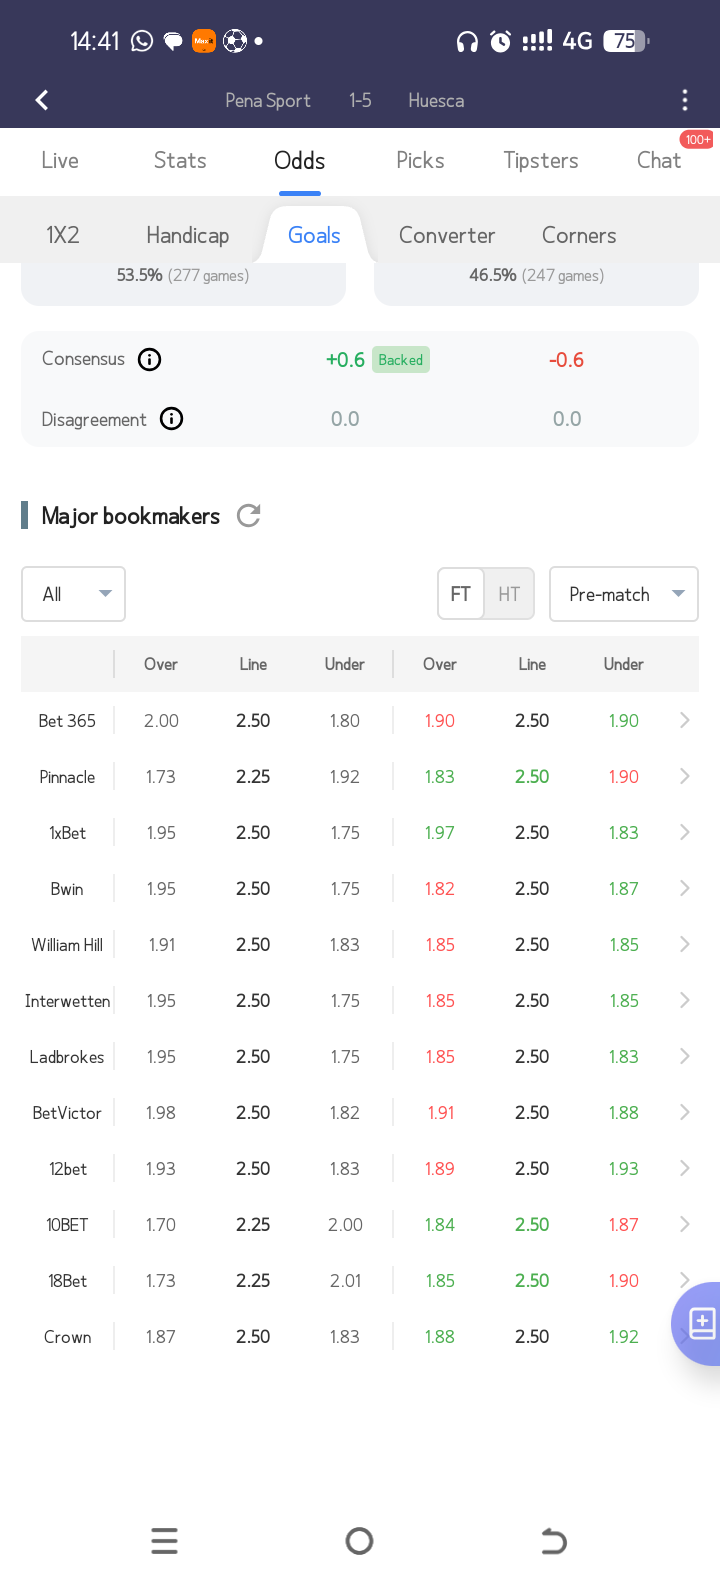 14:41 4G 75
Pena Sport 1-5 Huesca
100+
Live Stats Odds Picks Tipsters Chat
1X2 Handicap Goals Converter Corners
53.5% (277 games) 46.5% (247 games)
Consensus +0.6 Backed -0.6
Disagreement 0.0 0.0
Major bookmakers
All FT HT Pre-match
Over Line Under Over Line Under
Bet 365 2.00 2.50 1.80 1.90 2.50 1.90
Pinnacle 1.73 2.25 1.92 1.83 2.50 1.90
1xBet 1.95 2.50 1.75 1.97 2.50 1.83
Bwin 1.95 2.50 1.75 1.82 2.50 1.87
William Hill 1.91 2.50 1.83 1.85 2.50 1.85
Interwetten 1.95 2.50 1.75 1.85 2.50 1.85
Ladbrokes 1.95 2.50 1.75 1.85 2.50 1.83
BetVictor 1.98 2.50 1.82 1.91 2.50 1.88
12bet 1.93 2.50 1.83 1.89 2.50 1.93
10BET 1.70 2.25 2.00 1.84 2.50 1.87
18Bet 1.73 2.25 2.01 1.85 2.50 1.90
Crown 1.87 2.50 1.83 1.88 2.50 1.92